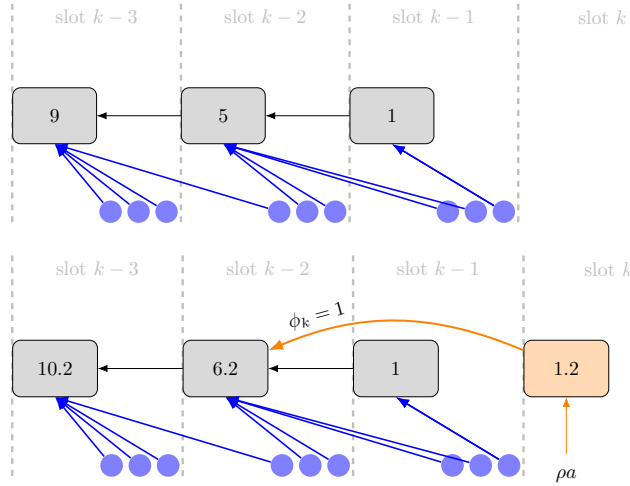 slot k − 3 slot k − 2 slot k − 1 slot k
9 5 1
slot k − 3 slot k − 2 slot k − 1 slot k
ϕk = 1
10.2 6.2 1 1.2
ρa